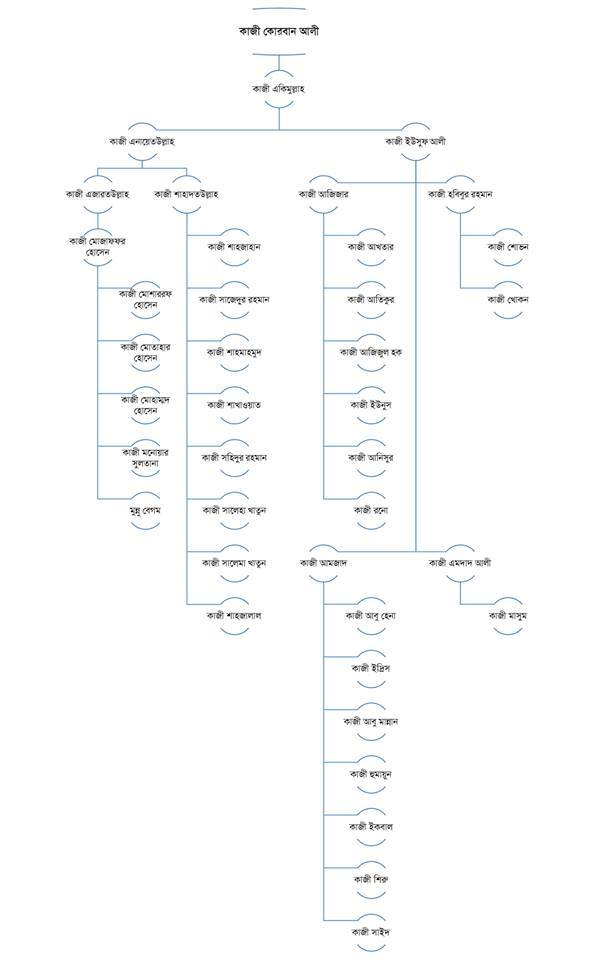 কাজী কোরবান আলী
কাজী একিমুল্লাহ
কাজী এনায়েতউল্লাহ
কাজী ইউসুফ আলী
কাজী এজারতউল্লাহ
কাজী শাহাদতউল্লাহ
কাজী আজিজার
কাজী হবিবুর রহমান
কাজী মোজাফফর
হোসেন
কাজী মোশাররফ
হোসেন
কাজী মোতাহার
হোসেন
কাজী মোহাম্মদ
হোসেন
কাজী মনোয়ার
সুলতানা
মুন্নু বেগম
কাজী শাহজাহান
কাজী সাজেদুর রহমান
কাজী শাহমাহমুদ
কাজী শাখাওয়াত
কাজী সহিদুর রহমান
কাজী সালেহা খাতুন
কাজী সালেমা খাতুন
কাজী শাহজালাল
কাজী আখতার
কাজী আতিকুর
কাজী আজিজুল হক
কাজী ইউনুস
কাজী আনিসুর
কাজী রনো
কাজী শোভন
কাজী খোকন
কাজী আমজাদ
কাজী এমদাদ আলী
কাজী আবু হেনা
কাজী ইদ্রিস
কাজী আবু মান্নান
কাজী হুমায়ূন
কাজী ইকবাল
কাজী শিরু
কাজী সাইদ
কাজী মাসুম